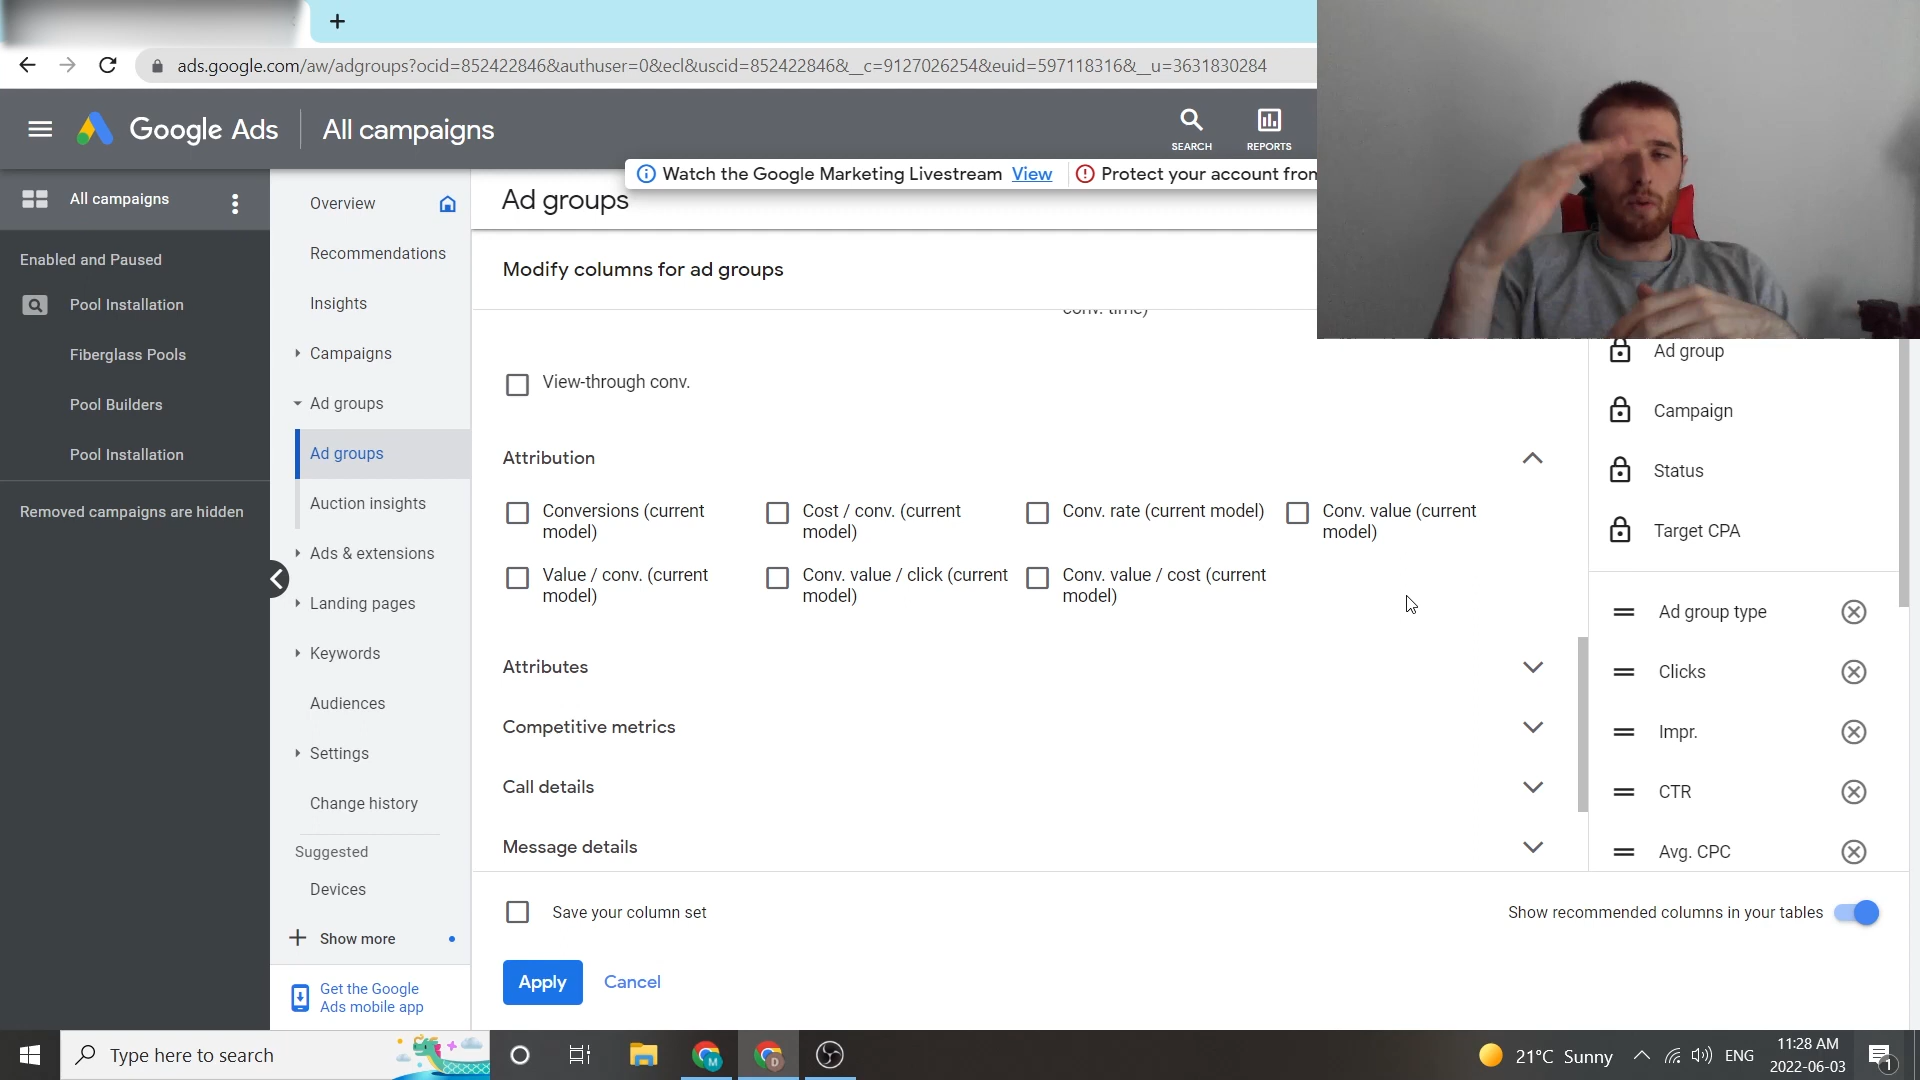 ads.google.com/aw/adgroups?ocid=852422846&authuser=0&ecl&uscid=852422846&__c=9127026254&euid=597118316&__u=3631830284
Google Ads
All campaigns
SEARCH
REPORTS
Watch the Google Marketing Livestream View
Protect your account from
All campaigns
Enabled and Paused
Pool Installation
Fiberglass Pools
Pool Builders
Pool Installation
Removed campaigns are hidden
Overview
Recommendations
Insights
Campaigns
Ad groups
Ad groups
Auction insights
Ads & extensions
Landing pages
Keywords
Audiences
Settings
Change history
Suggested
Devices
Show more
Get the Google
Ads mobile app
Ad groups
Modify columns for ad groups
conv. time)
View-through conv.
Attribution
Conversions (current
model)
Cost / conv. (current
model)
Conv. rate (current model)
Conv. value (current
model)
Value / conv. (current
model)
Conv. value / click (current
model)
Conv. value / cost (current
model)
Attributes
Competitive metrics
Call details
Message details
Ad group
Campaign
Status
Target CPA
Ad group type
Clicks
Impr.
CTR
Avg. CPC
Save your column set
Show recommended columns in your tables
Apply
Cancel
Type here to search
M
D
21°C Sunny
ENG
11:28 AM
2022-06-03
1